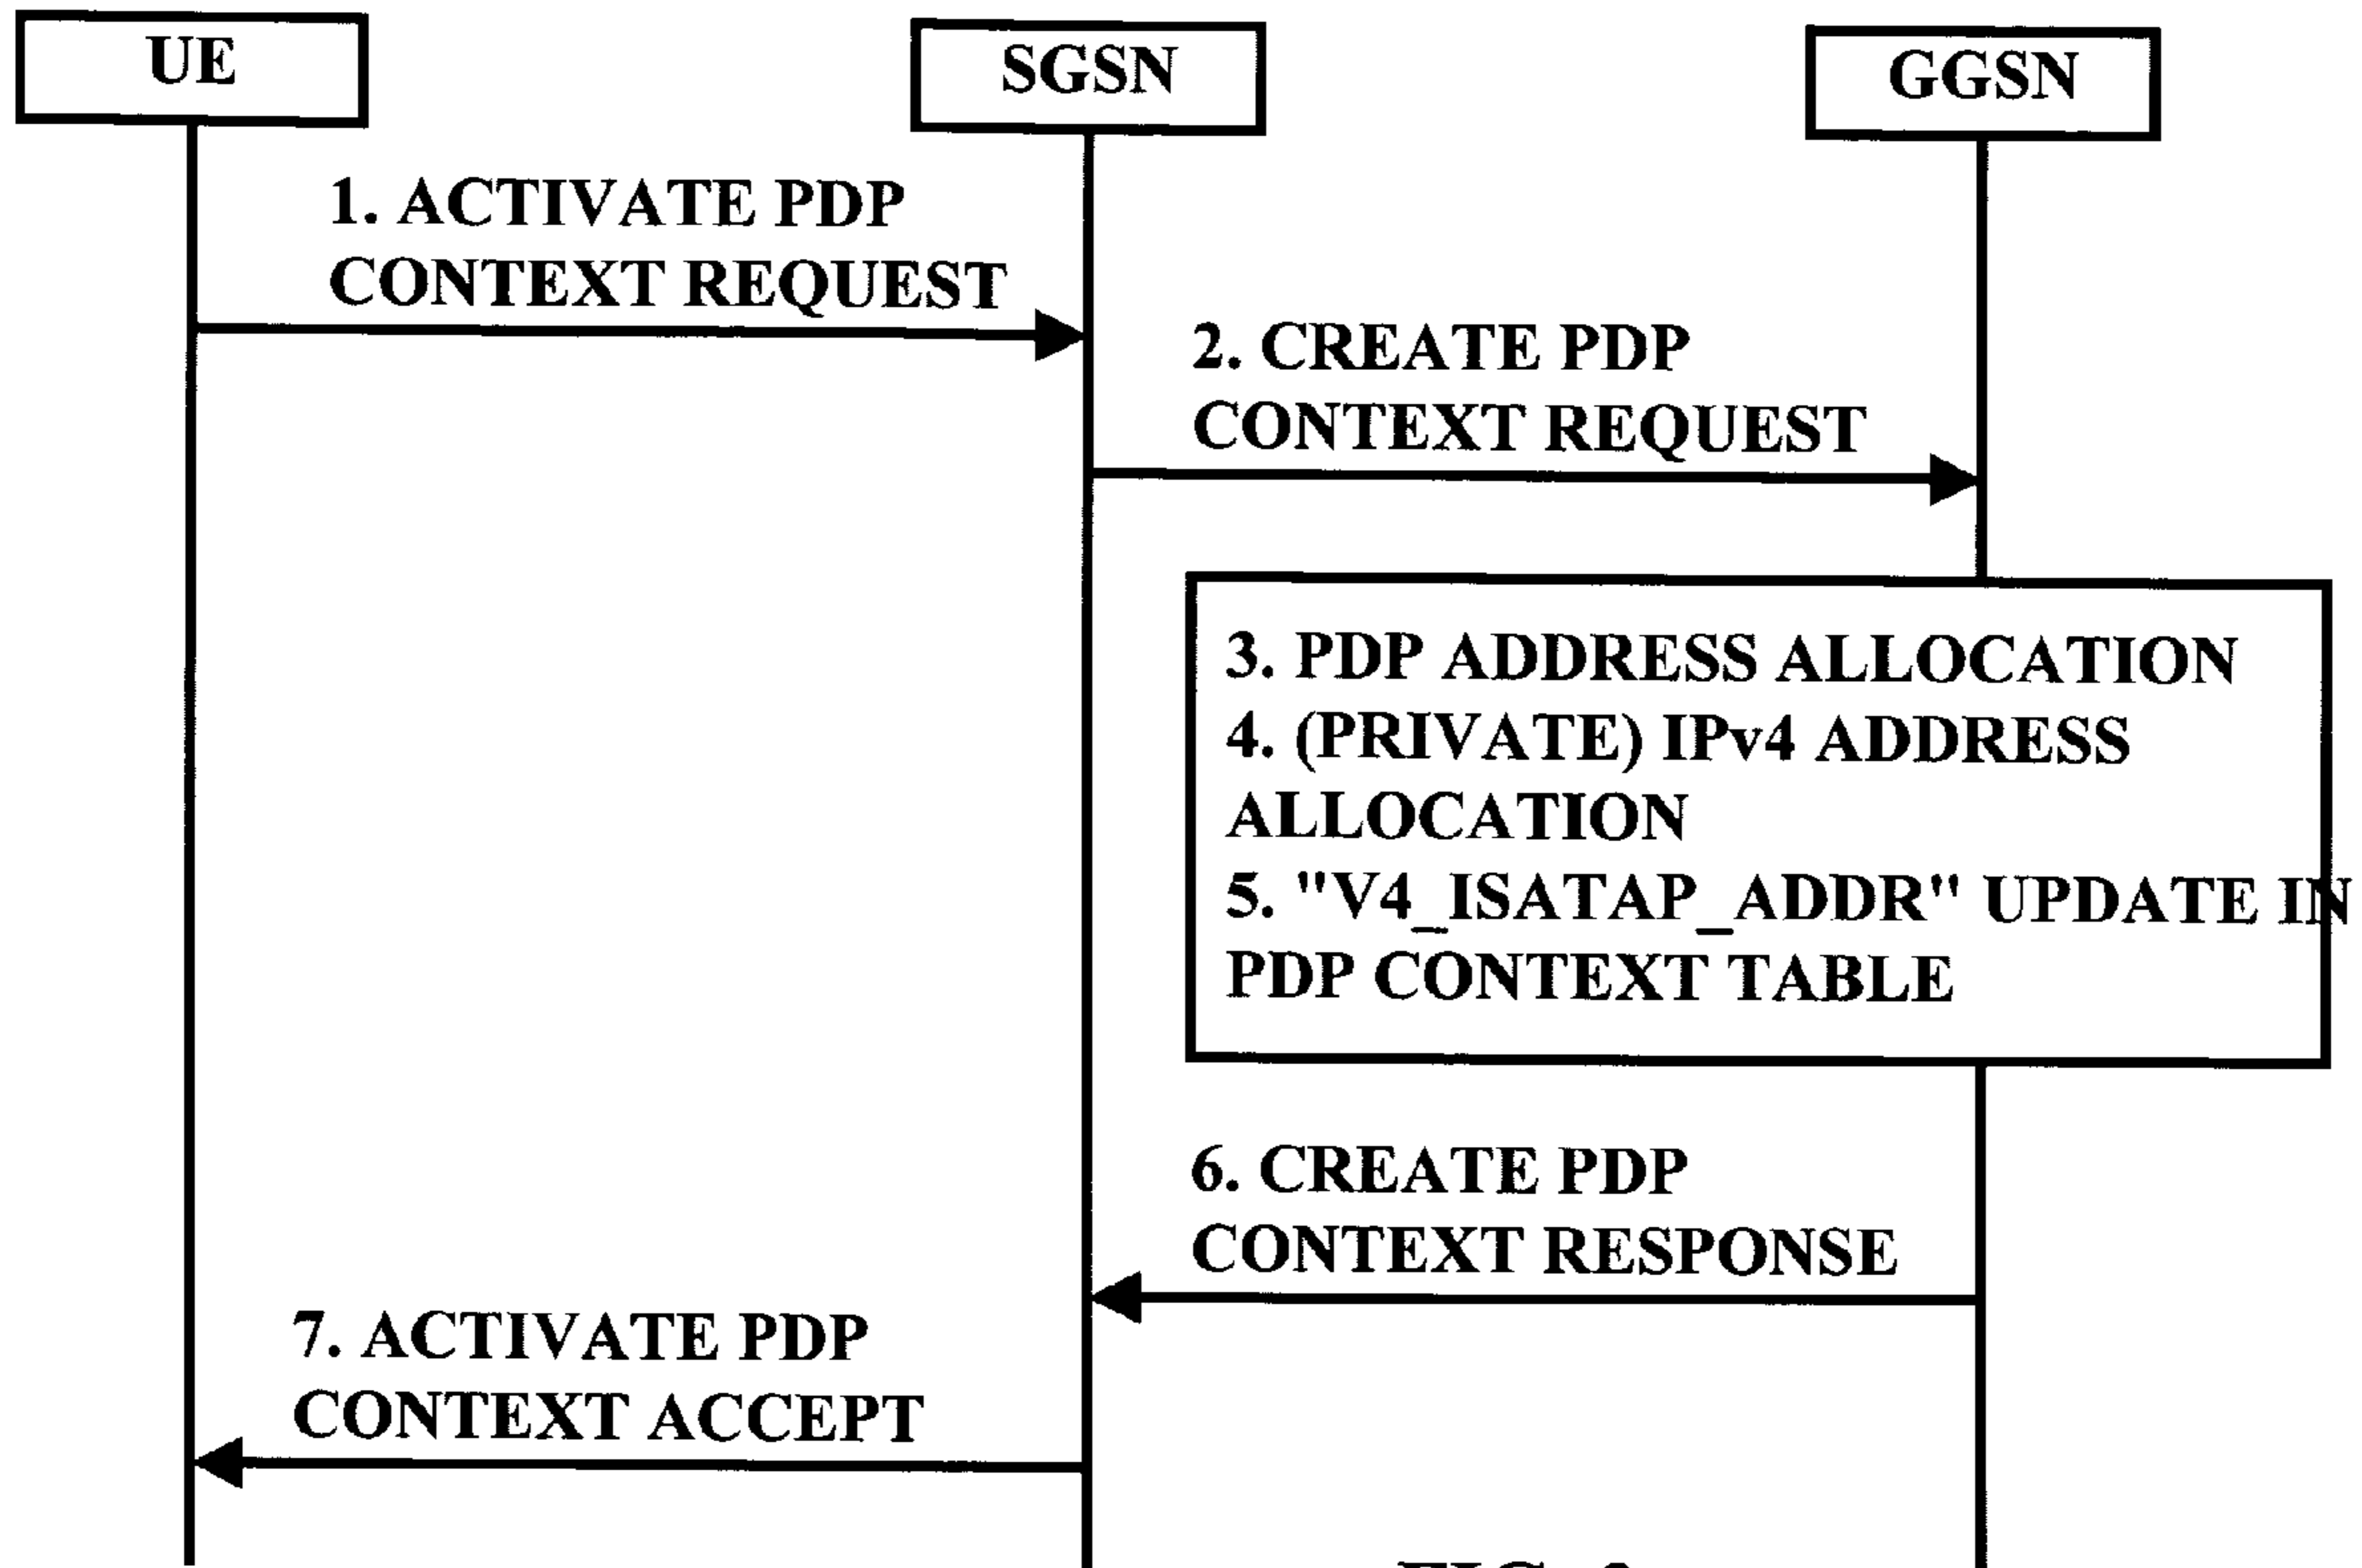 UE
SGSN
GGSN
1. ACTIVATE PDP
CONTEXT REQUEST
2. CREATE PDP
CONTEXT REQUEST
3. PDP ADDRESS ALLOCATION
4. (PRIVATE) IPv4 ADDRESS
ALLOCATION
5. "V4_ISATAP_ADDR" UPDATE IN
PDP CONTEXT TABLE
6. CREATE PDP
CONTEXT RESPONSE
7. ACTIVATE PDP
CONTEXT ACCEPT